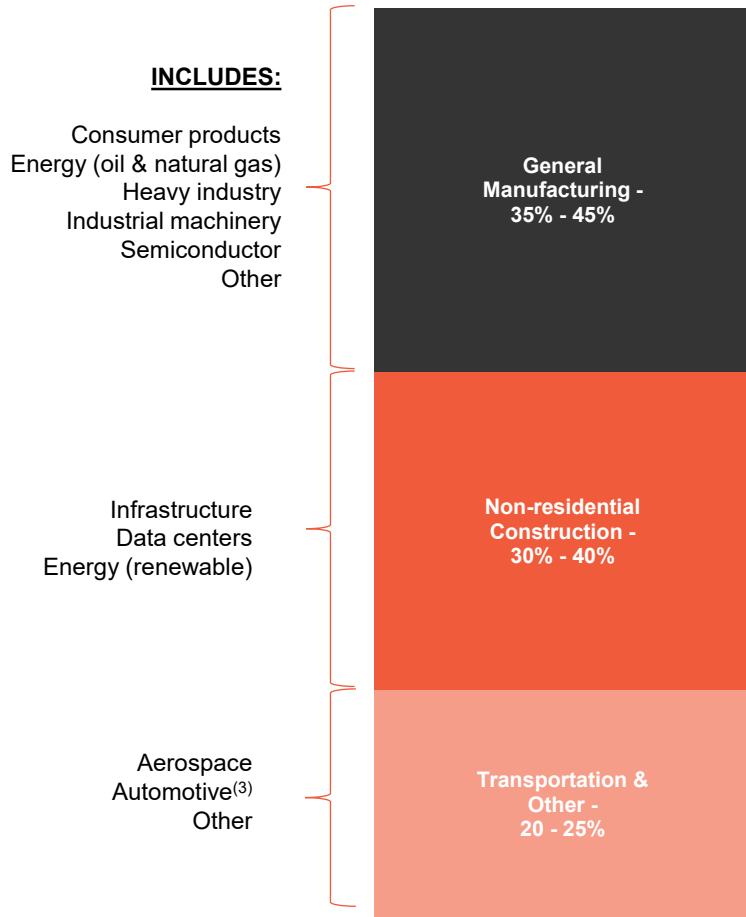 INCLUDES:
Consumer products
Energy (oil & natural gas)
Heavy industry
Industrial machinery
Semiconductor
Other
General
Manufacturing -
35% - 45%
Infrastructure
Data centers
Energy (renewable)
Non-residential
Construction -
30% - 40%
Aerospace
Automotive(3)
Other
Transportation &
Other -
20 - 25%